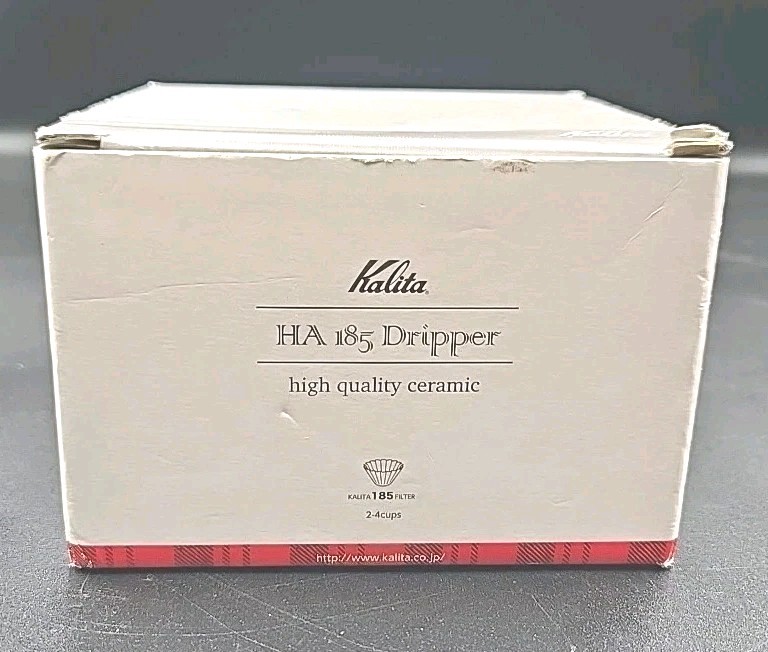 Kalita
HA 185 Dripper
high quality ceramic
KALITA 185 FILTER
2-4cups
http://www.kalita.co.jp/